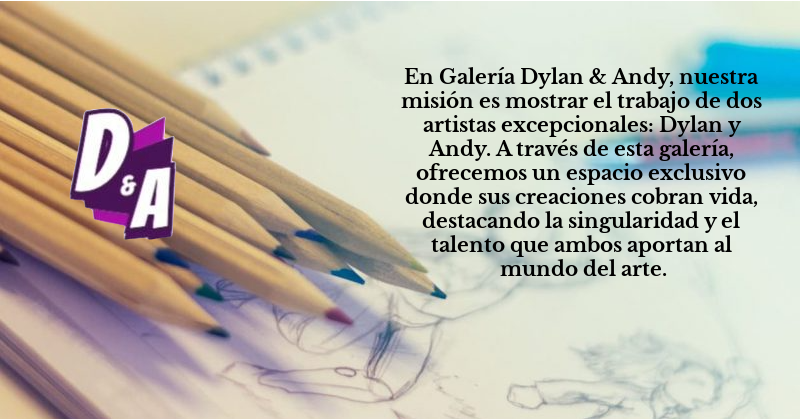 D
&
A
En Galería Dylan & Andy, nuestra
misión es mostrar el trabajo de dos
artistas excepcionales: Dylan y
Andy. A través de esta galería,
ofrecemos un espacio exclusivo
donde sus creaciones cobran vida,
destacando la singularidad y el
talento que ambos aportan al
mundo del arte.